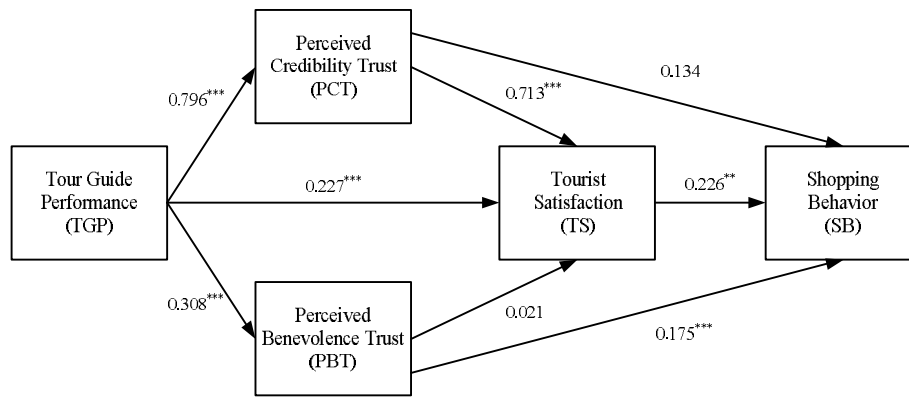 Perceived
Credibility Trust
(PCT)
0.134
0.796***
0.713***
Tour Guide
Performance
(TGP)
0.227***
Tourist
Satisfaction
(TS)
0.226**
Shopping
Behavior
(SB)
0.308***
Perceived
Benevolence Trust
(PBT)
0.021
0.175***